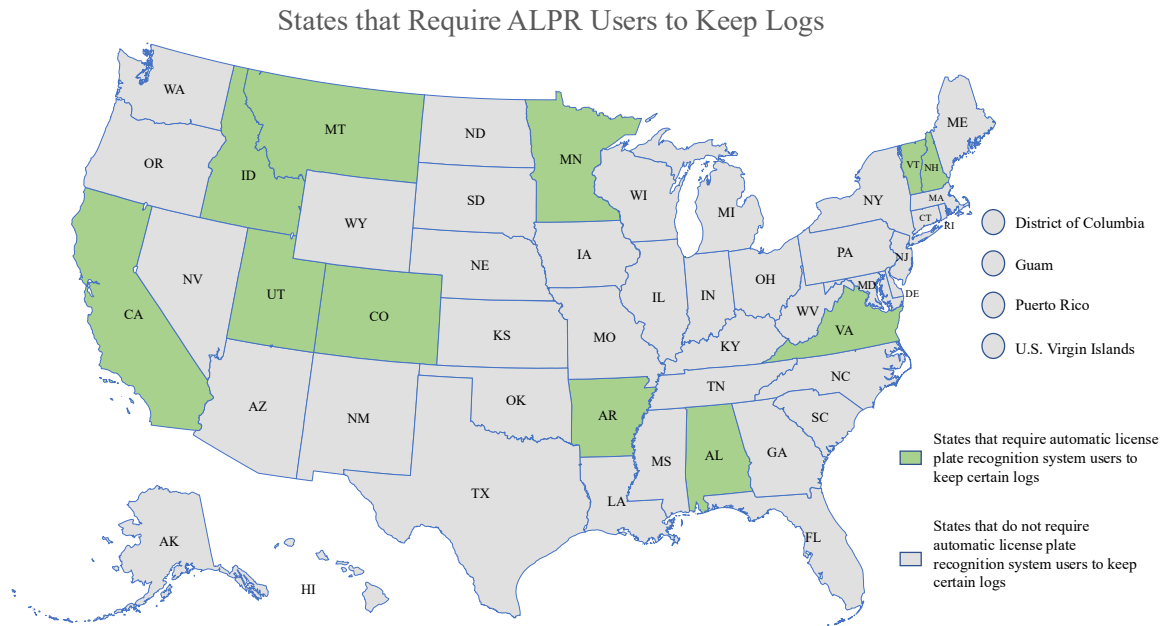 States that Require ALPR Users to Keep Logs
WA
MT
ND
MN
ME
OR
ID
VT
NH
WI
SD
MI
NY
MA
CT
RI
WY
District of Columbia
IA
PA
NJ
NE
Guam
NV
OH
MD
DE
UT
IL
IN
Puerto Rico
CA
CO
WV
VA
KS
MO
KY
U.S. Virgin Islands
NC
TN
OK
AZ
NM
AR
SC
States that require automatic license
plate recognition system users to
keep certain logs
MS
AL
GA
TX
LA
AK
FL
States that do not require
automatic license plate
recognition system users to keep
certain logs
HI